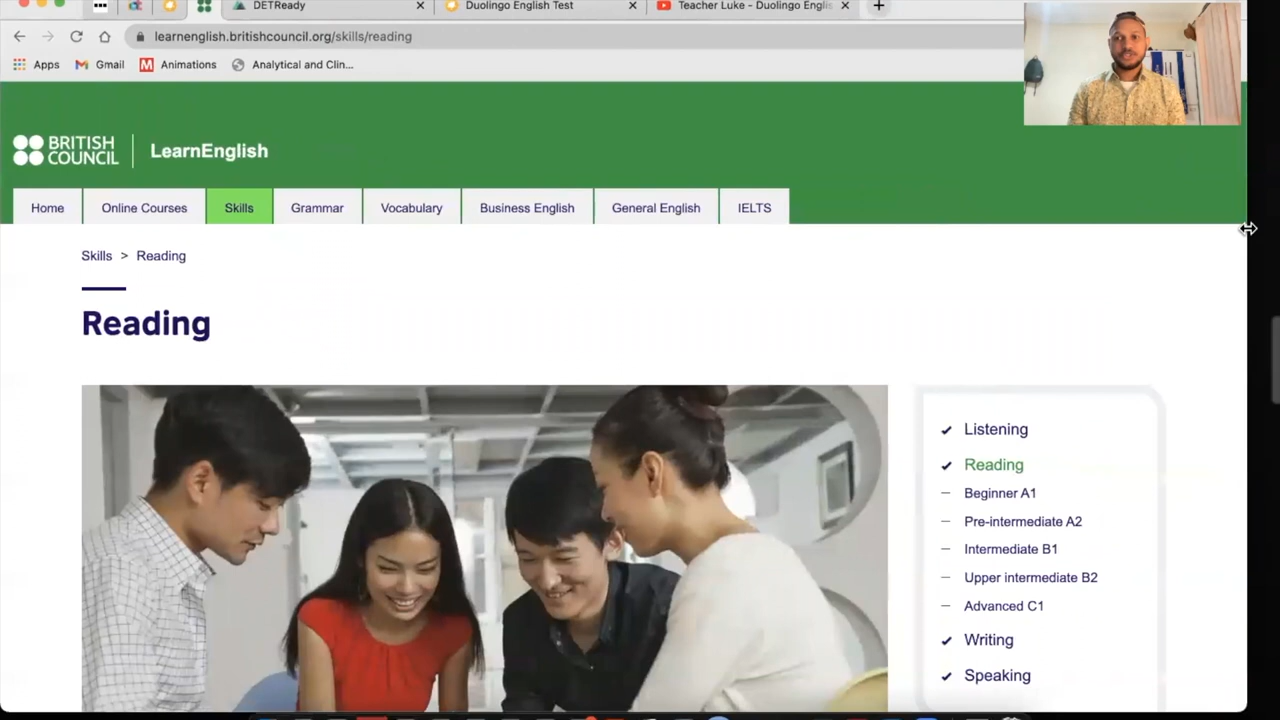 DETReady
Duolingo English Test
Teacher Luke - Duolingo Englis
learnenglish.britishcouncil.org/skills/reading
Apps
Gmail
M Animations
Analytical and Clin...
BRITISH
COUNCIL
LearnEnglish
Home
Online Courses
Skills
Grammar
Vocabulary
Business English
General English
IELTS
Skills > Reading
Reading
Listening
Reading
Beginner A1
Pre-intermediate A2
Intermediate B1
Upper intermediate B2
Advanced C1
Writing
Speaking